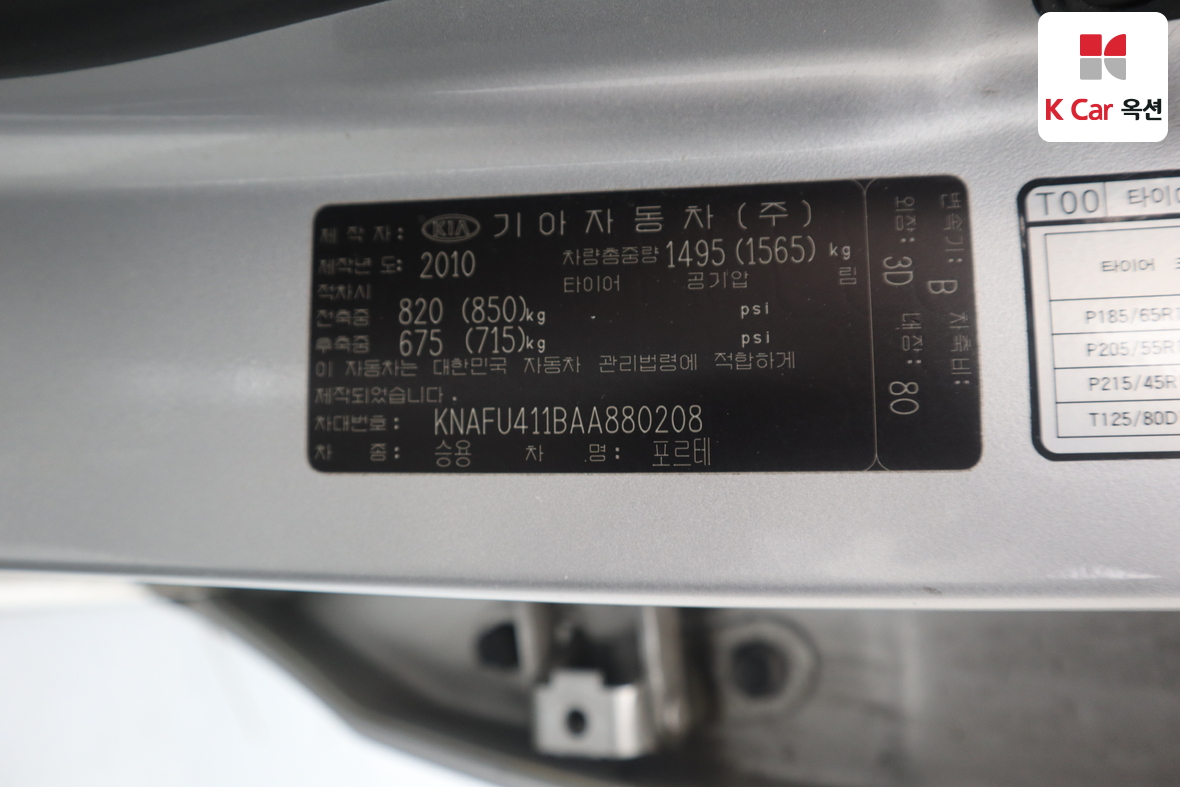 K Car 옥션
제 작 자: KIA 기 아 자 동 차 (주)
제작년 도: 2010 차량총중량 1495 (1565) kg
적차시 타이어 공기압 림
전축중 820 (850)kg psi
후축중 675 (715)kg psi
이 자동차는 대한민국 자동차 관리법령에 적합하게
제작되었습니다.
차대번호: KNAFU411BAA880208
차 종: 승용 차 명: 포르테
변속기: B 차축비:
외장: 3D 내장: 80
T00 타이
타이어
P185/65R1
P205/55R1
P215/45R
T125/80D